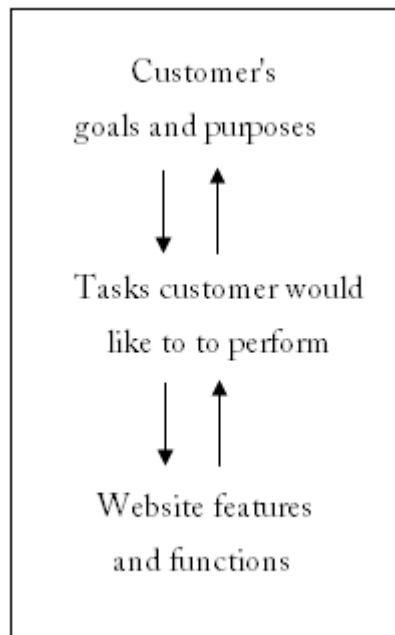 Customer's
goals and purposes
Tasks customer would
like to to perform
Website features
and functions